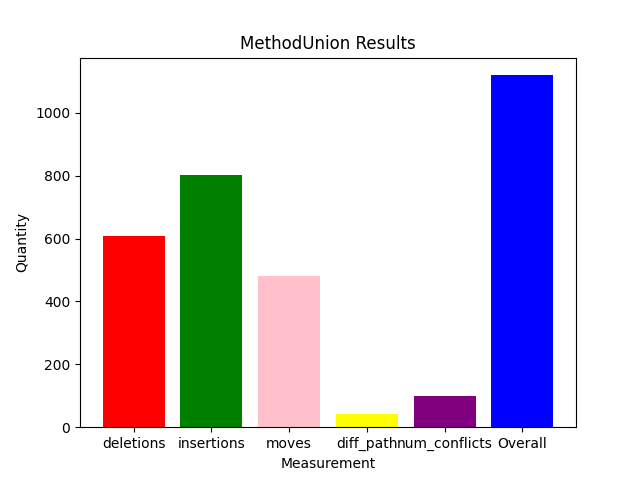 MethodUnion Results
Quantity
1000
800
600
400
200
0
deletions insertions moves diff_path num_conflicts Overall
Measurement